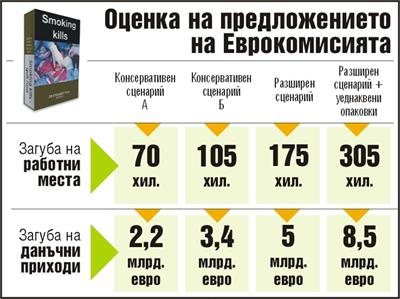 Smoking
kills
Оценка на предложението
на Еврокомисията
Консервативен
сценарий
А
Консервативен
сценарий
Б
Разширен
сценарий
Разширен
сценарий +
уеднаквени
опаковки
Загуба на
работни
места
70
хил.
105
хил.
175
хил.
305
хил.
Загуба на
данъчни
приходи
2,2
млрд.
евро
3,4
млрд.
евро
5
млрд.
евро
8,5
млрд.
евро